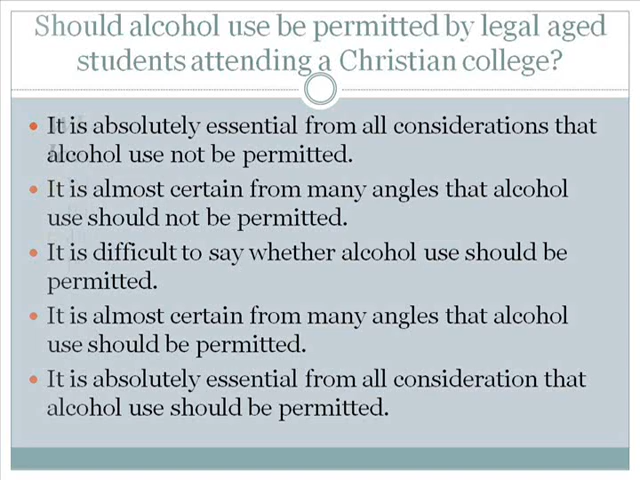 Should alcohol use be permitted by legal aged
students attending a Christian college?
• It is absolutely essential from all considerations that
alcohol use not be permitted.
• It is almost certain from many angles that alcohol
use should not be permitted.
• It is difficult to say whether alcohol use should be
permitted.
• It is almost certain from many angles that alcohol
use should be permitted.
• It is absolutely essential from all consideration that
alcohol use should be permitted.